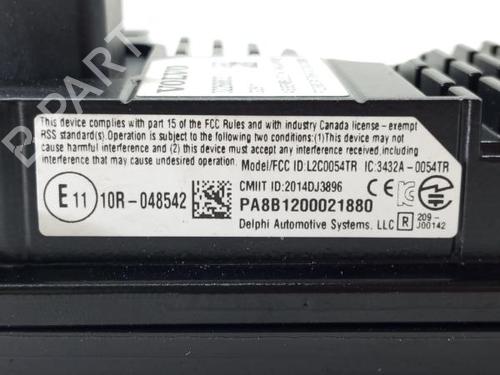 VOLVO
This device complies with part 15 of the FCC Rules and with industry Canada license - exempt
RSS standard(s).Operation is subject to the following two conditions:(1) This device may not
cause harmful interference, and (2) this device must accept any interference received,
including interference that may cause undesired operation.
Model/FCC ID:L2C0054TR IC:3432A-0054TR
E 11 10R-048542
CMIIT ID:2014DJ3896
PA8B1200021880
Delphi Automotive Systems. LLC
R 209-
J00142